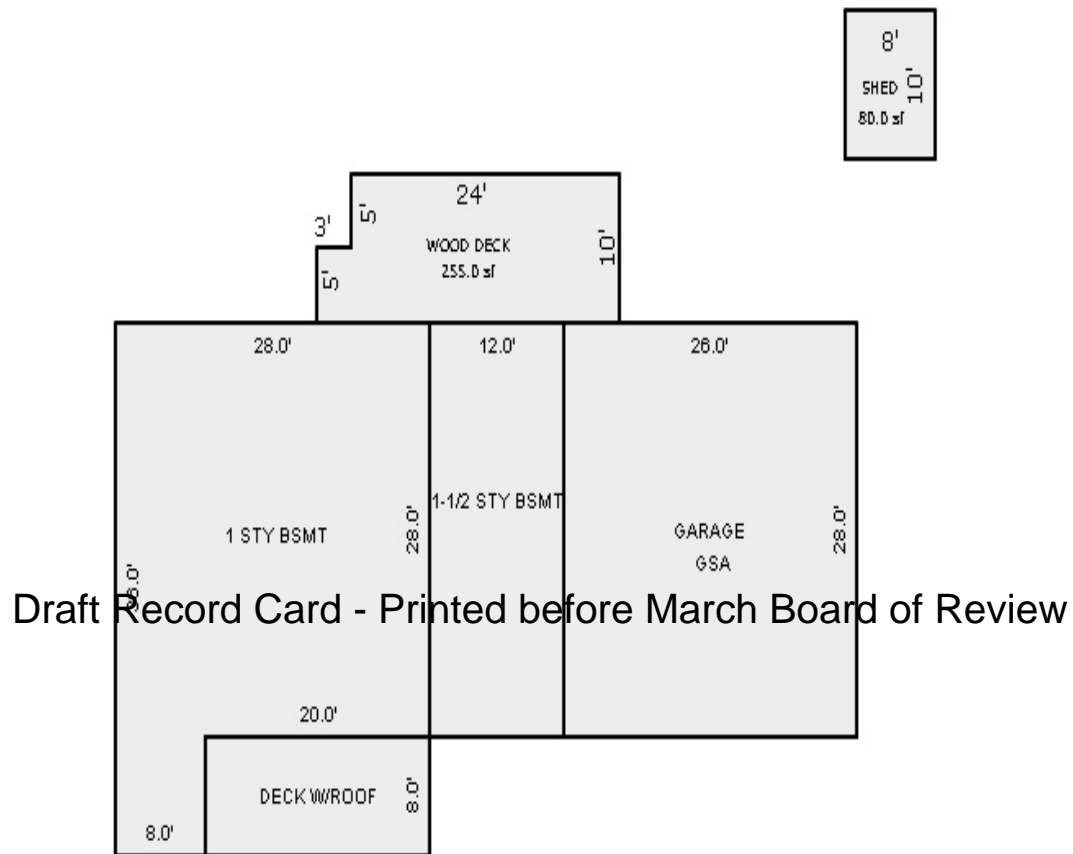 8'
SHED
10'
80.0 sf
24'
3'
5'
WOOD DECK
255.0 sf
10'
5'
28.0'
12.0'
26.0'
1-1/2 STY BSMT
1 STY BSMT
28.0'
GARAGE
GSA
28.0'
Draft Record Card - Printed before March Board of Review
20.0'
DECK W/ROOF
8.0'
8.0'